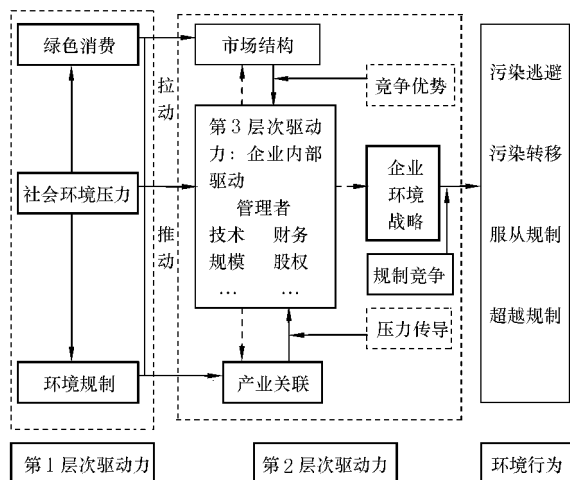 绿色消费
社会环境压力
环境规制
拉动
推动
市场结构
竞争优势
第3层次驱动
力：企业内部
驱动
管理者
技术 财务
规模 股权
… …
企业
环境
战略
规制竞争
压力传导
产业关联
污染逃避
污染转移
服从规制
超越规制
第1层次驱动力
第2层次驱动力
环境行为